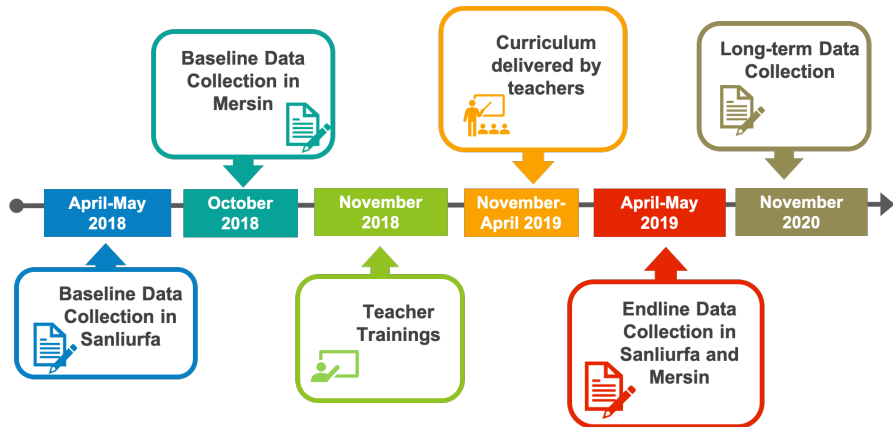 Baseline Data
Collection in
Mersin
Curriculum
delivered by
teachers
Long-term Data
Collection
April-May
2018
October
2018
November
2018
November-
April 2019
April-May
2019
November
2020
Baseline Data
Collection in
Sanliurfa
Teacher
Trainings
Endline Data
Collection in
Sanliurfa and
Mersin